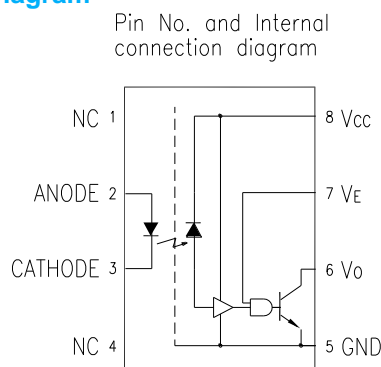 Pin No. and Internal
connection diagram
NC 1
8 Vcc
ANODE 2
7 VE
CATHODE 3
6 Vo
NC 4
5 GND